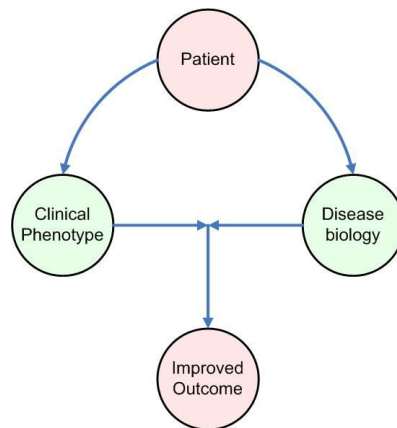 Patient
Clinical
Phenotype
Disease
biology
Improved
Outcome